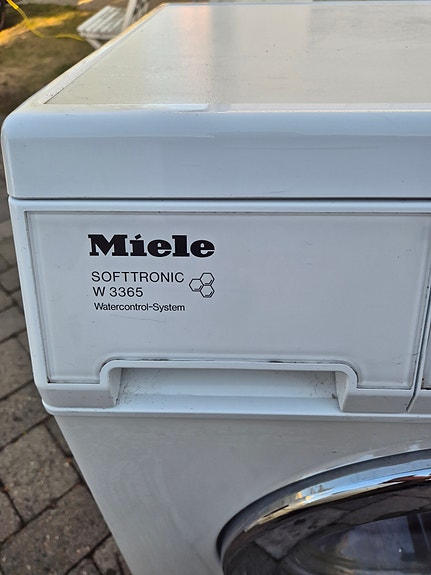 Miele
SOFTTRONIC
W 3365
Watercontrol-System